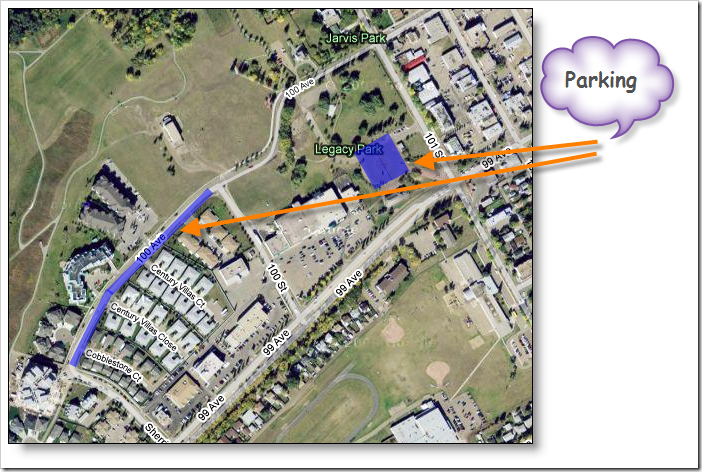 Jarvis Park
Parking
100 Ave
101 St
Legacy Park
99 Ave
100 Ave
Century Villas Ct
100 St
99 Ave
Century Villas Close
99 Ave
Cobblestone Ct
99 Ave
Sherr